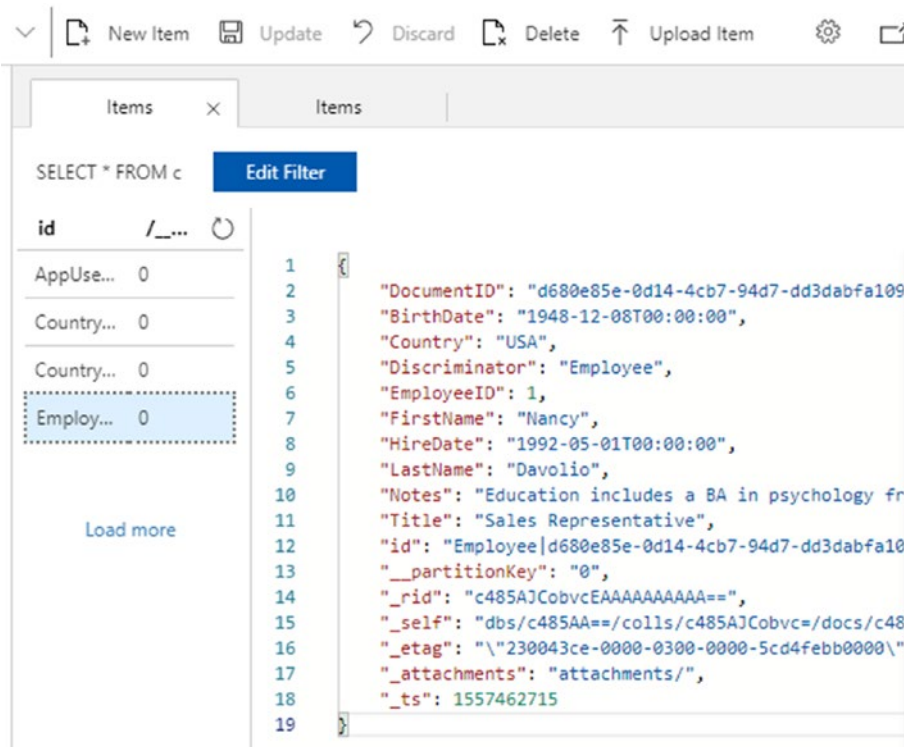 New Item Update Discard Delete Upload Item
Items Items
SELECT * FROM c Edit Filter
id /__...
AppUse... 0
Country... 0
Country... 0
Employ... 0
Load more
1 {
2 "DocumentID": "d680e85e-0d14-4cb7-94d7-dd3dabfa109
3 "BirthDate": "1948-12-08T00:00:00",
4 "Country": "USA",
5 "Discriminator": "Employee",
6 "EmployeeID": 1,
7 "FirstName": "Nancy",
8 "HireDate": "1992-05-01T00:00:00",
9 "LastName": "Davolio",
10 "Notes": "Education includes a BA in psychology fr
11 "Title": "Sales Representative",
12 "id": "Employee|d680e85e-0d14-4cb7-94d7-dd3dabfa10
13 "__partitionKey": "0",
14 "_rid": "c485AJCobvcEAAAAAAAAAA==",
15 "_self": "dbs/c485AA==/colls/c485AJCobvc=/docs/c48
16 "_etag": "\"230043ce-0000-0300-0000-5cd4febb0000\"
17 "_attachments": "attachments/",
18 "_ts": 1557462715
19 }